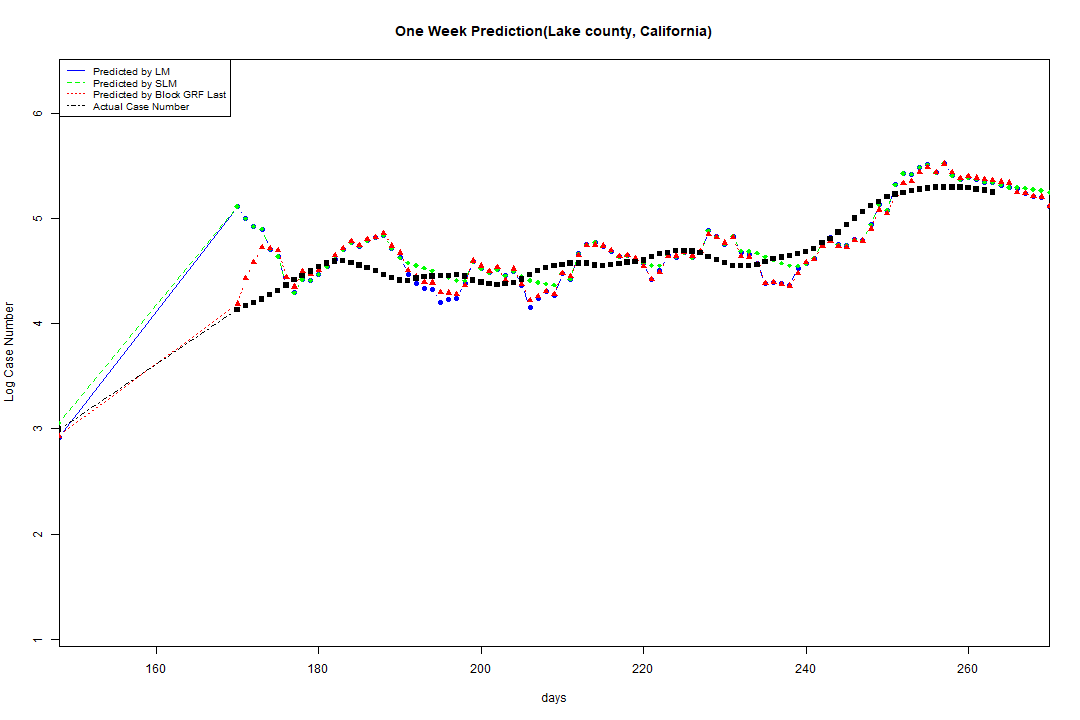 One Week Prediction(Lake county, California)
Predicted by LM
Predicted by SLM
Predicted by Block GRF Last
Actual Case Number
6
5
4
3
2
1
Log Case Number
160 180 200 220 240 260
days